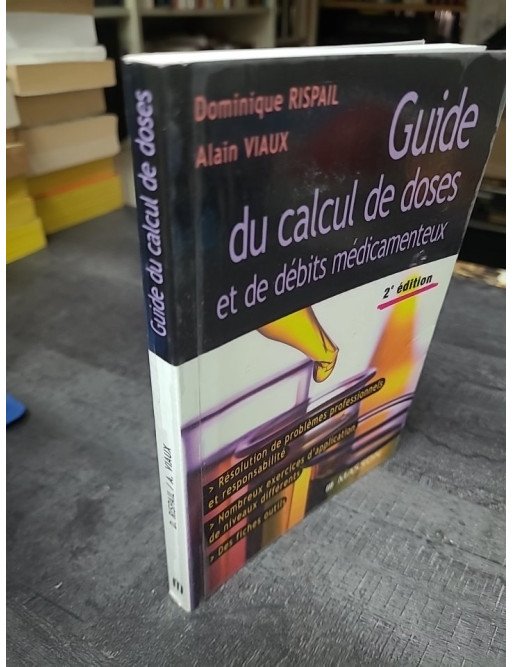 Dominique RISPAIL
Alain VIAUX
Guide
du calcul de doses
et de débits médicamenteux
2e édition
> Résolution de problèmes professionnels
et responsabilité
> Nombreux exercices d'application
de niveaux différents
> Des fiches outils
MASSON
Guide du calcul de doses
D. RISPAIL / A. VIAUX